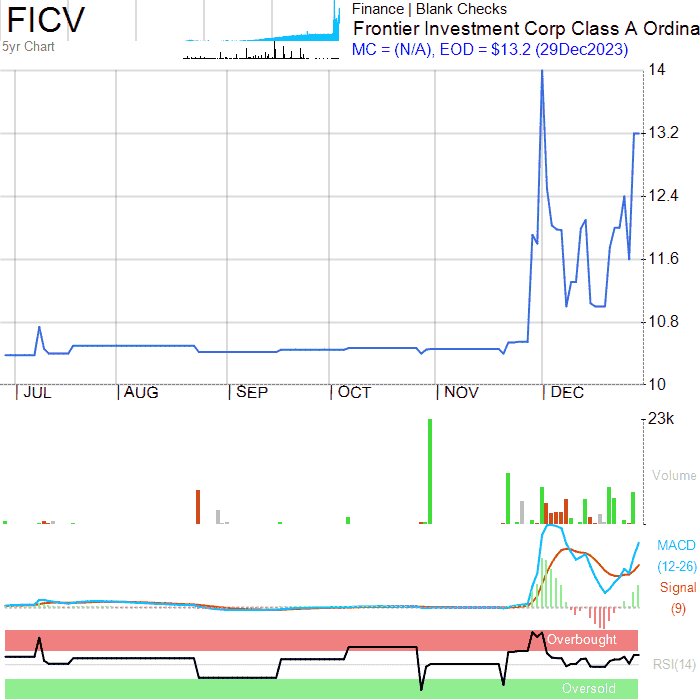 FICV
5yr Chart
Finance | Blank Checks
Frontier Investment Corp Class A Ordina
MC = (N/A), EOD = $13.2 (29Dec2023)
14
13.2
12.4
11.6
10.8
10
JUL AUG SEP OCT NOV DEC
23k
Volume
MACD
(12-26)
Signal
(9)
Overbought
RSI(14)
Oversold